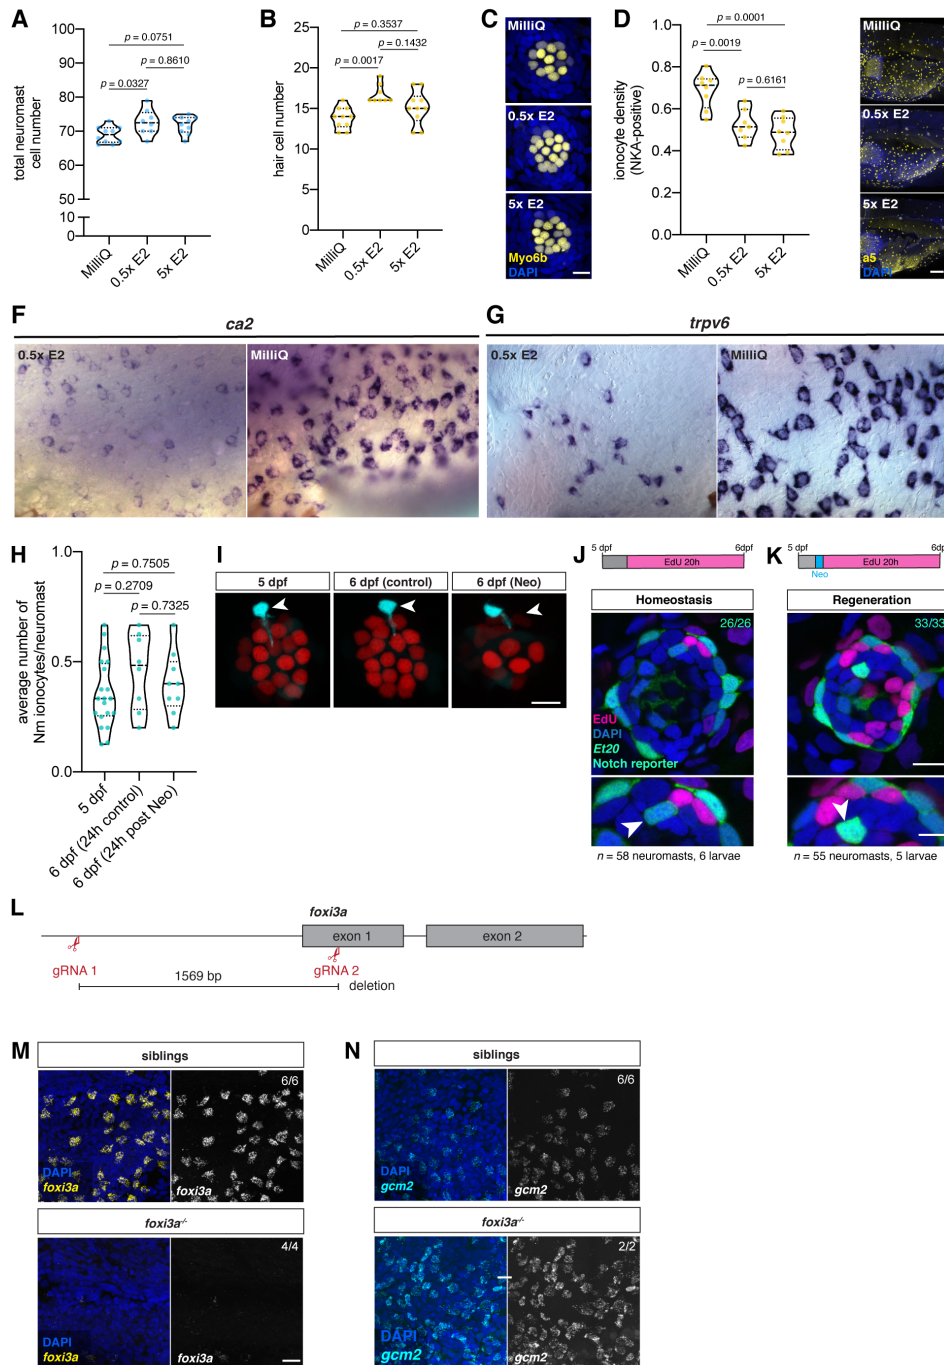 A
p = 0.0751
p = 0.8610
p = 0.0327
total neuromast
cell number
100
90
80
70
60
50
10
0
MilliQ
0.5x E2
5x E2
B
p = 0.3537
p = 0.1432
p = 0.0017
hair cell number
25
20
15
10
5
0
MilliQ
0.5x E2
5x E2
C
MilliQ
0.5x E2
5x E2
Myo6b
DAPI
D
p = 0.0001
p = 0.0019
p = 0.6161
ionocyte density
(NKA-positive)
1.0
0.8
0.6
0.4
0.2
0.0
MilliQ
0.5x E2
5x E2
MilliQ
0.5x E2
5x E2
a5
DAPI
F
ca2
0.5x E2
MilliQ
G
trpv6
0.5x E2
MilliQ
H
p = 0.7505
p = 0.2709
p = 0.7325
average number of
Nm ionocytes/neuromast
1.0
0.5
0.0
5 dpf
6 dpf (24h control)
6 dpf (24h post Neo)
I
5 dpf
6 dpf (control)
6 dpf (Neo)
J
5 dpf
6dpf
EdU 20h
Homeostasis
26/26
EdU
DAPI
Et20
Notch reporter
n = 58 neuromasts, 6 larvae
K
5 dpf
6dpf
EdU 20h
Neo
Regeneration
33/33
n = 55 neuromasts, 5 larvae
L
foxi3a
exon 1
exon 2
gRNA 1
gRNA 2
1569 bp
deletion
M
siblings
6/6
DAPI
foxi3a
foxi3a
foxi3a-/-
4/4
DAPI
foxi3a
foxi3a
N
siblings
6/6
DAPI
gcm2
gcm2
foxi3a-/-
2/2
DAPI
gcm2
gcm2